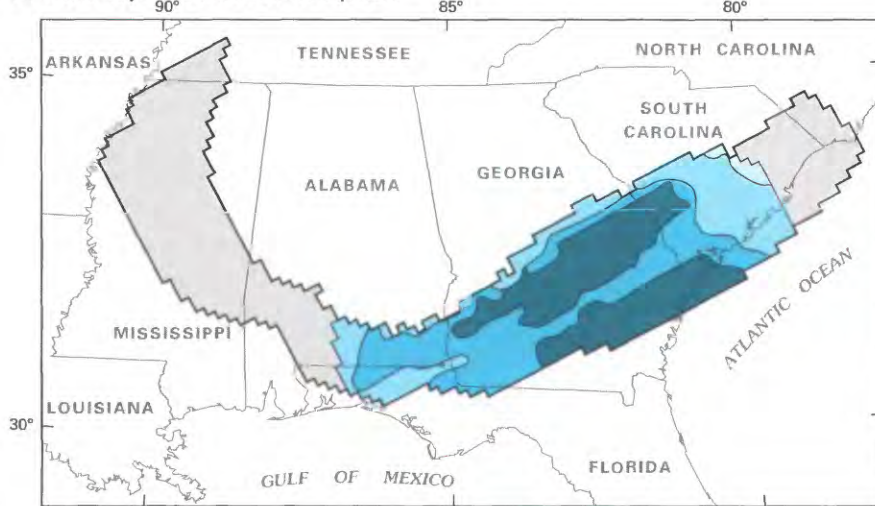 90° 85° 80°
ARKANSAS TENNESSEE NORTH CAROLINA
35°
SOUTH
CAROLINA
ALABAMA GEORGIA
MISSISSIPPI
ATLANTIC OCEAN
LOUISIANA
30°
FLORIDA
GULF OF MEXICO